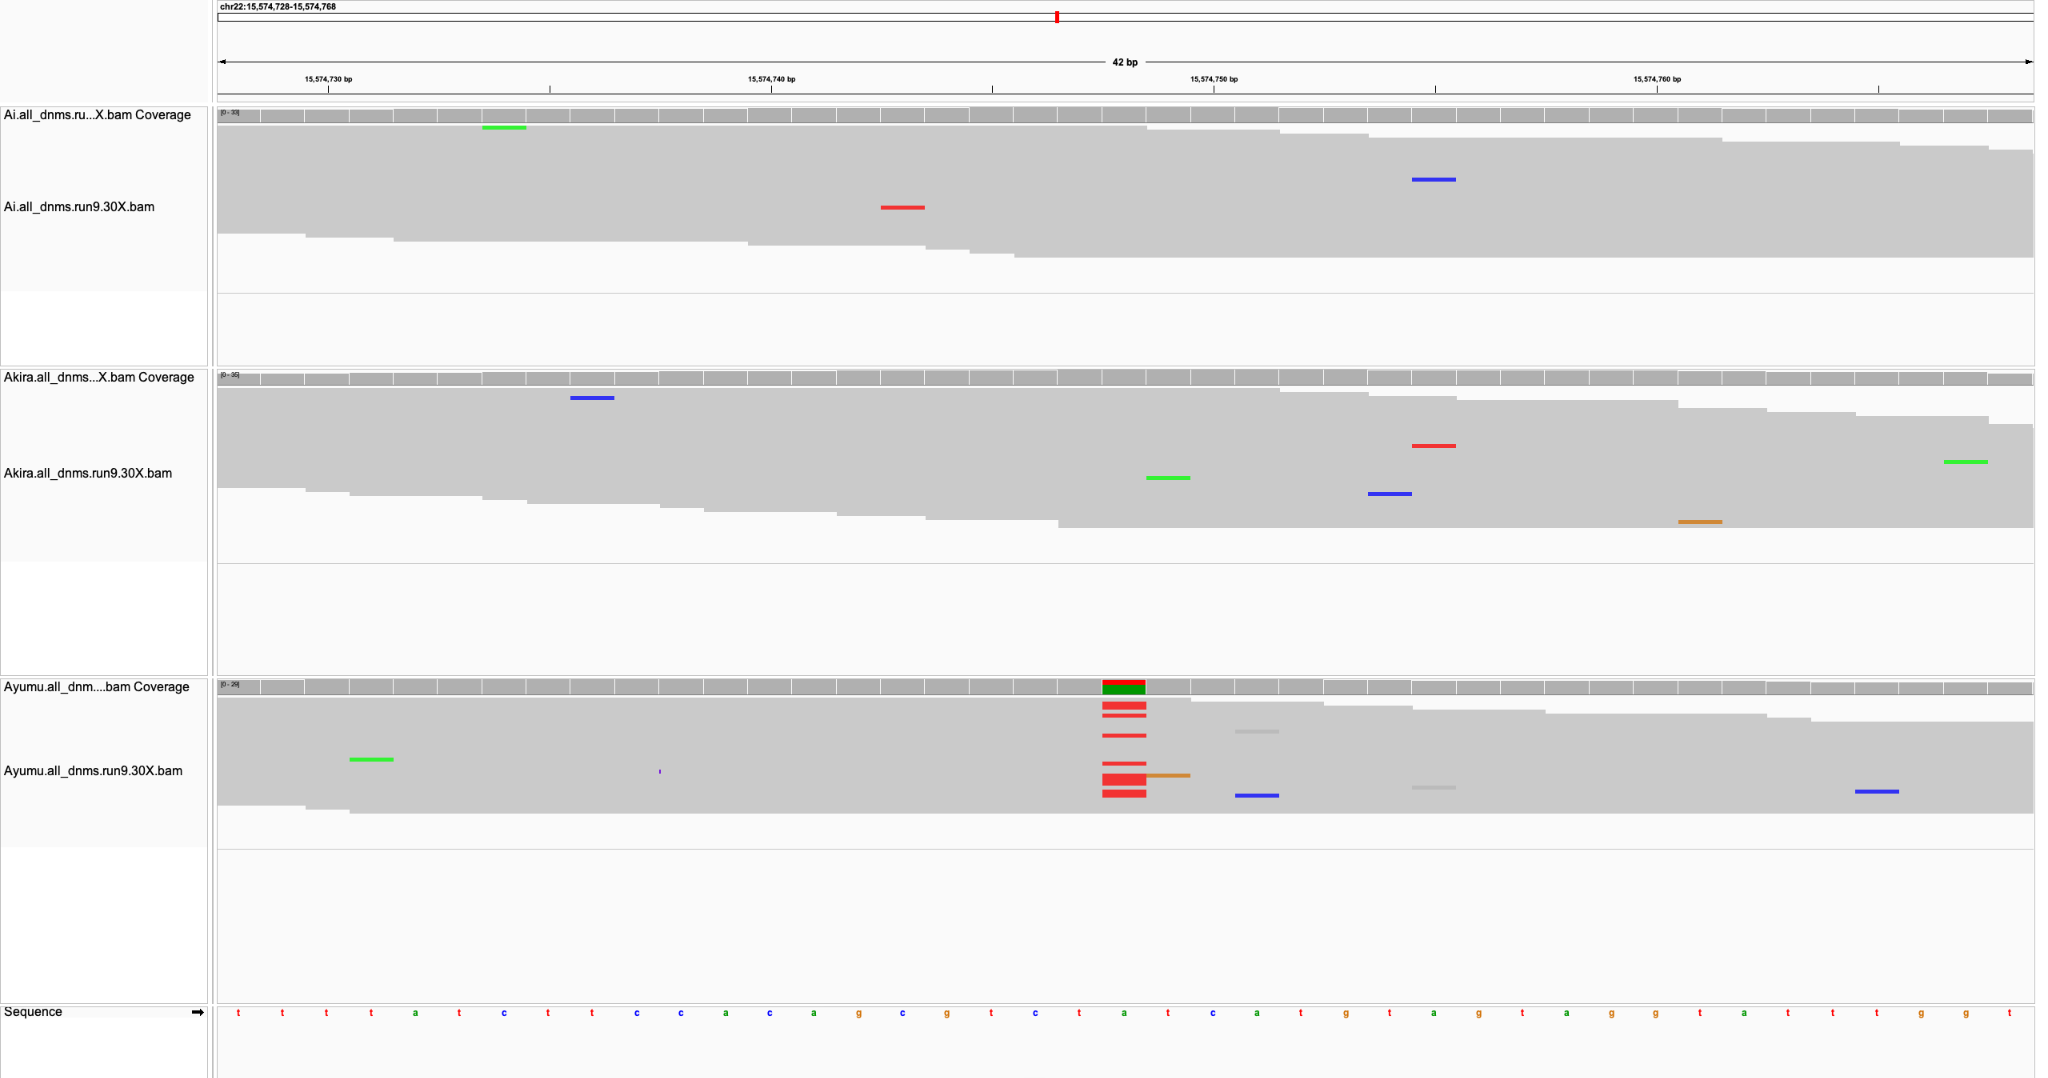 chr22:15,574,728-15,574,768
42 bp
15,574,730 bp 15,574,740 bp 15,574,750 bp 15,574,760 bp
Ai.all_dnms.ru...X.bam Coverage
[0 - 33]
Ai.all_dnms.run9.30X.bam
Akira.all_dnms...X.bam Coverage
[0 - 35]
Akira.all_dnms.run9.30X.bam
Ayumu.all_dnm....bam Coverage
[0 - 29]
Ayumu.all_dnms.run9.30X.bam
Sequence t t t t a t c t t c c a c a g c g t c t a t c a t g t a g t a g g t a t t t g g t